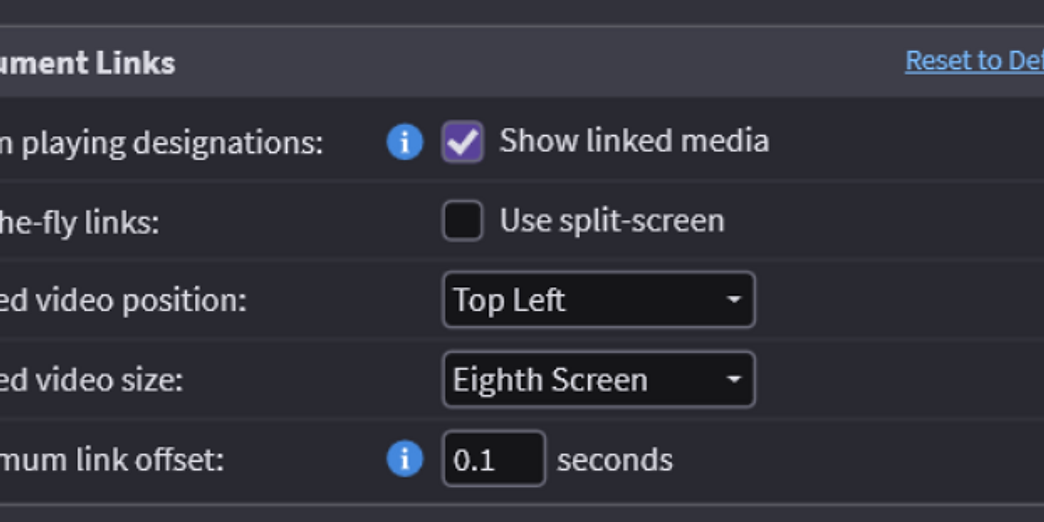 ument Links
Reset to Def
n playing designations: Show linked media
he-fly links: Use split-screen
ed video position: Top Left
ed video size: Eighth Screen
mum link offset: 0.1 seconds